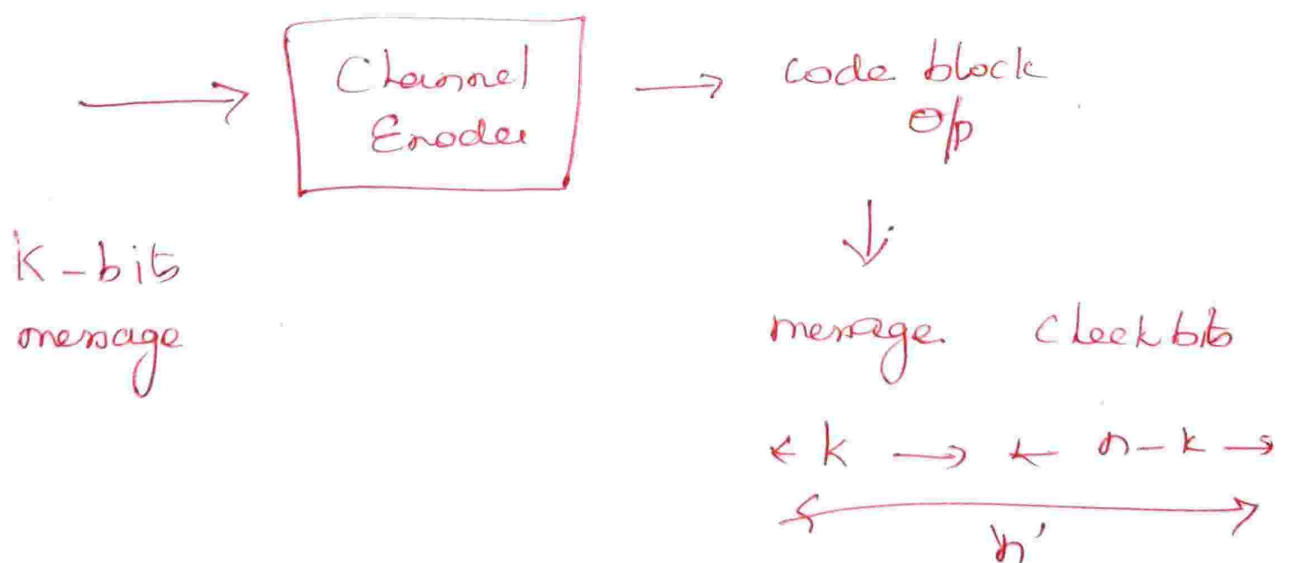 Channel
Enoder
code block
O/p
K-bits
message
message. Check bits
k n-k
'n'